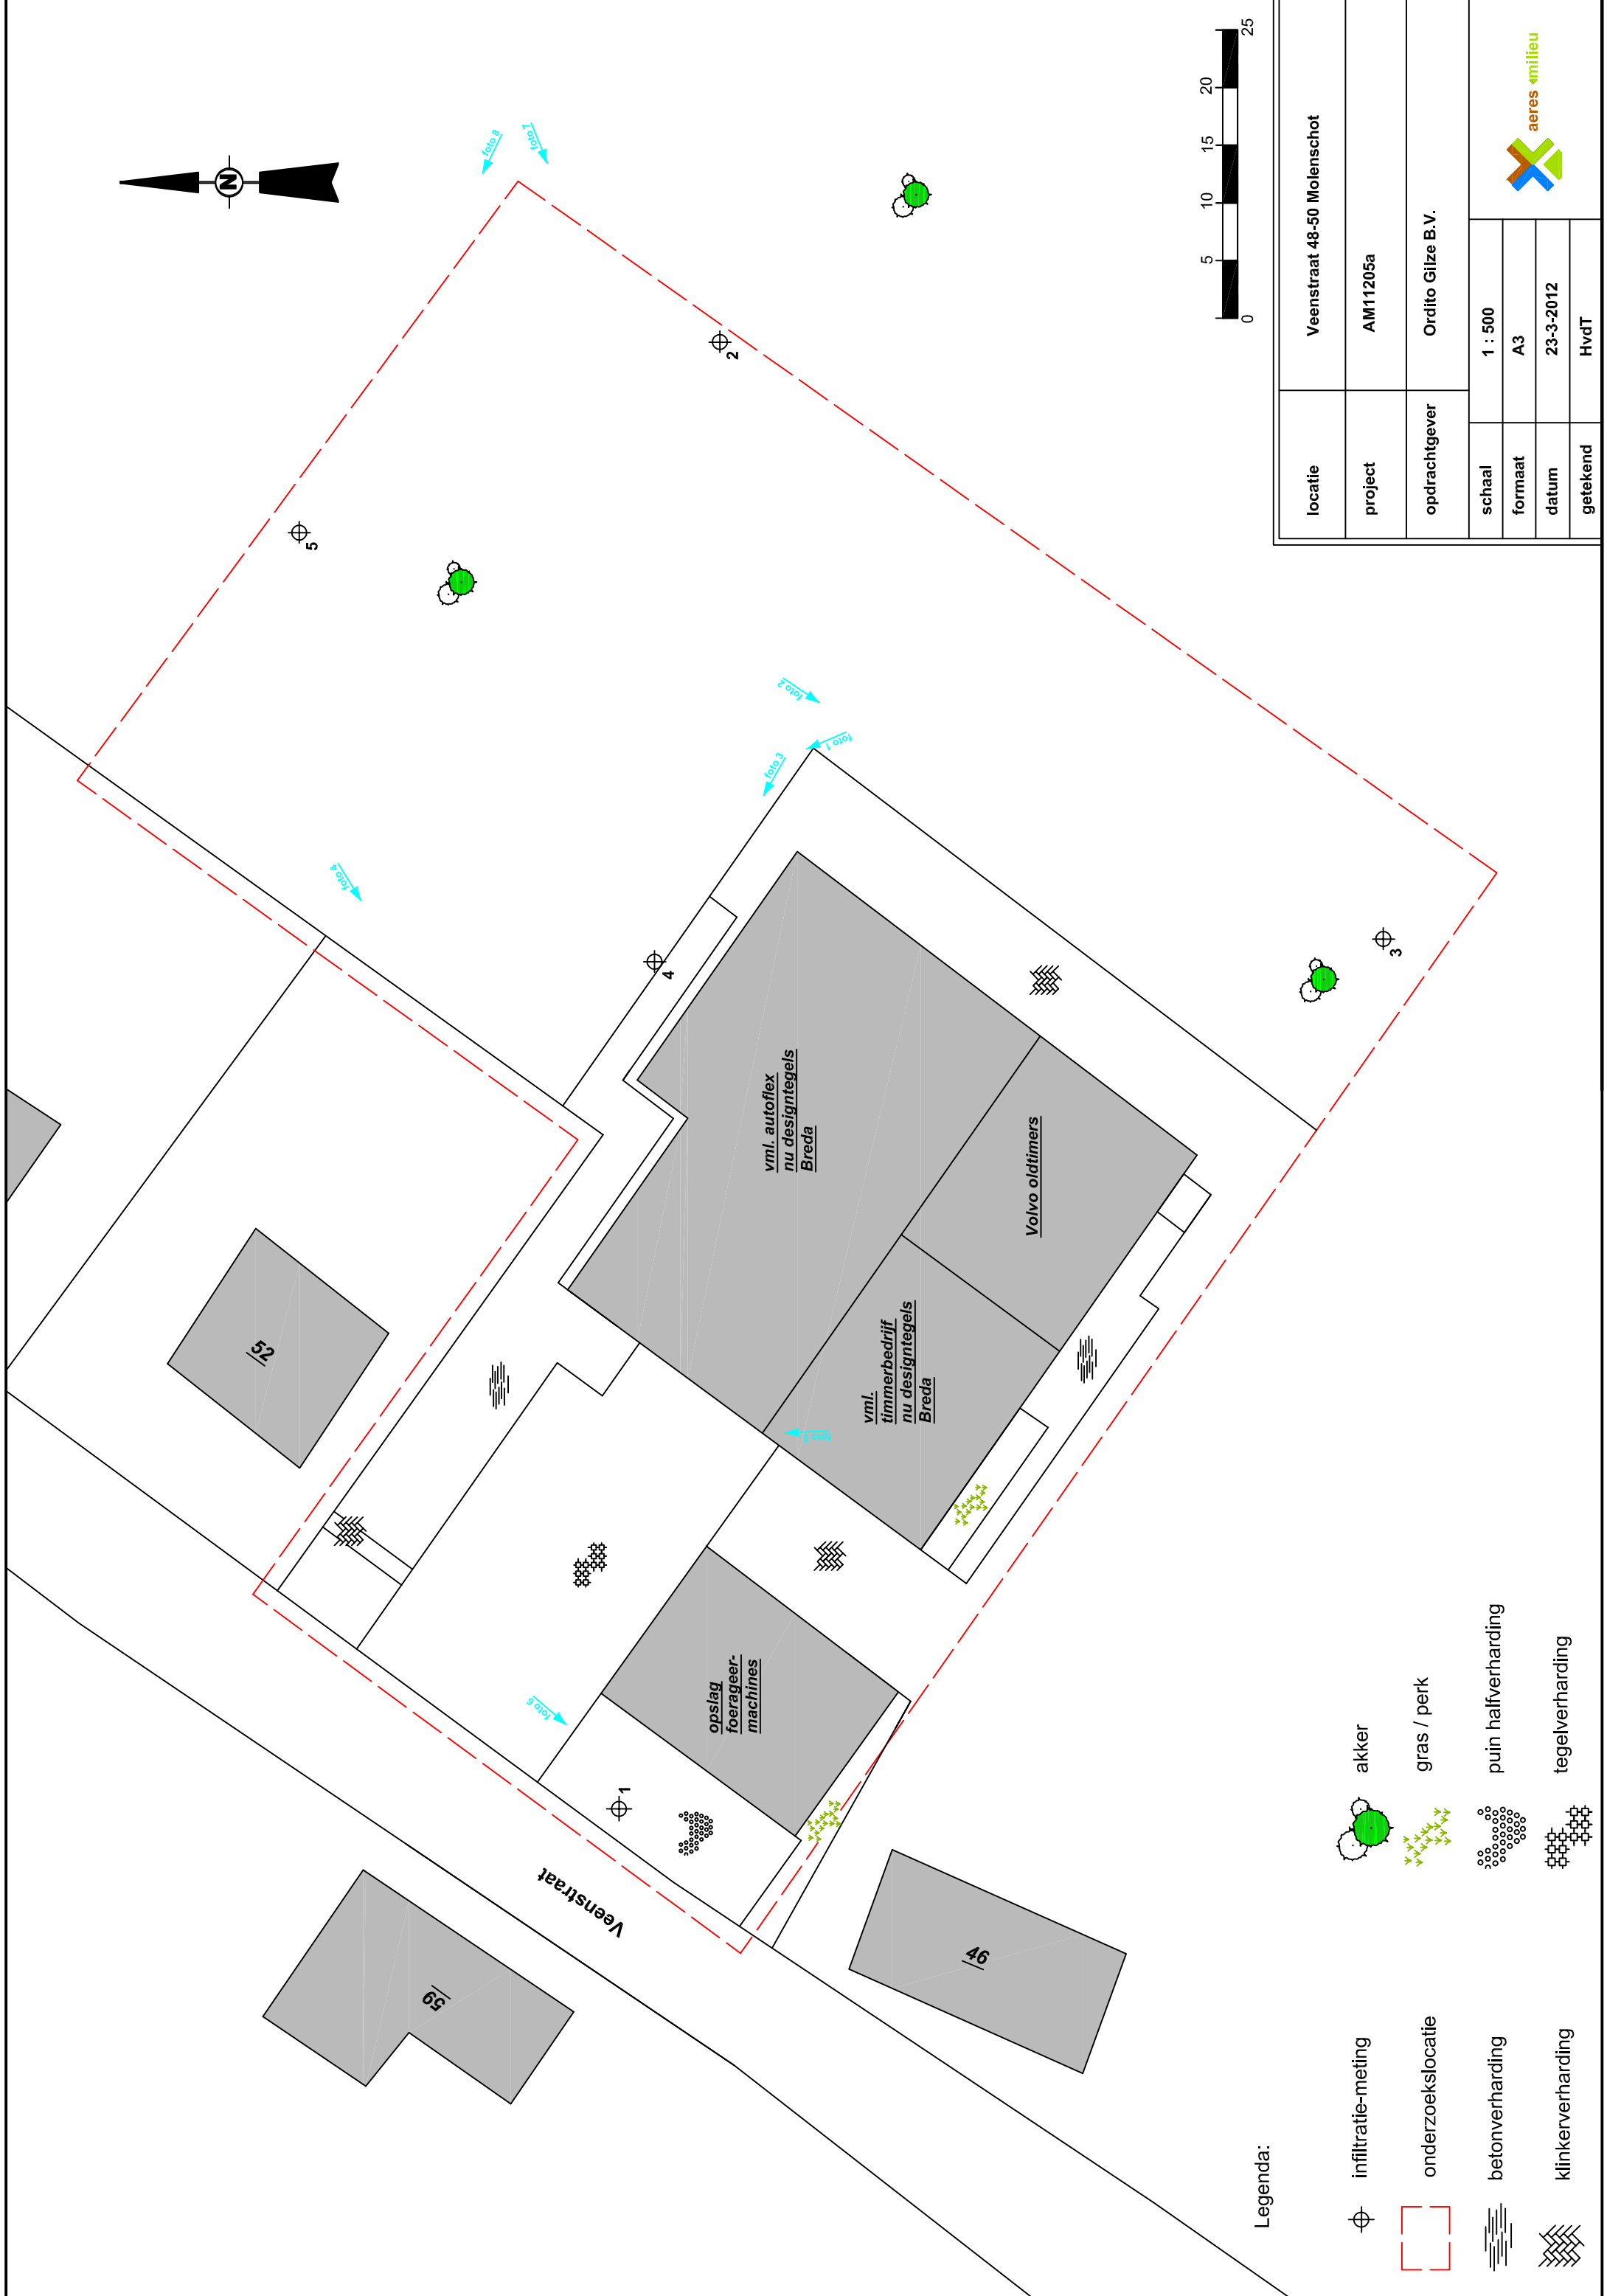 59
Veenstraat
46
52
1
opslag
foerageer-
machines
foto 6
foto 5
vml.
timmerbedrijf
nu designtegels
Breda
vml. autoflex
nu designtegels
Breda
Volvo oldtimers
4
3
foto 4
foto 3
foto 1
foto 2
5
2
foto 8
foto 7
N
0 5 10 15 20 25
Legenda:
infiltratie-meting
onderzoekslocatie
betonverharding
klinkerverharding
akker
gras / perk
puin halfverharding
tegelverharding
locatie Veenstraat 48-50 Molenschot
project AM11205a
opdrachtgever Ordito Gilze B.V.
schaal 1 : 500
formaat A3
datum 23-3-2012
getekend HvdT
aeres milieu